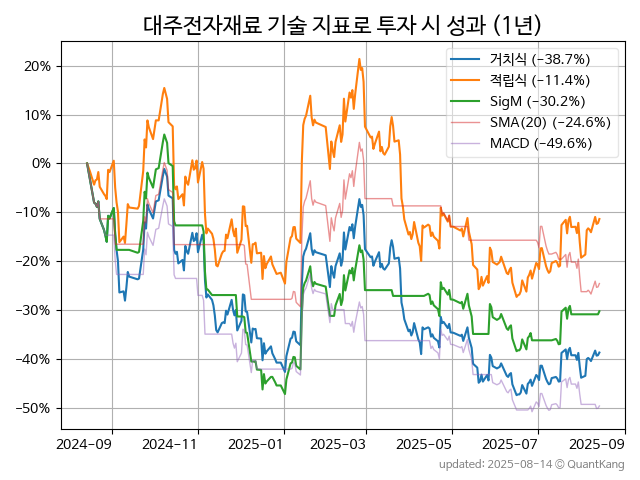 대주전자재료 기술 지표로 투자 시 성과 (1년)
거치식 (−38.7%)
적립식 (−11.4%)
SigM (−30.2%)
SMA(20) (−24.6%)
MACD (−49.6%)
20%
10%
0%
−10%
−20%
−30%
−40%
−50%
2024-09 2024-11 2025-01 2025-03 2025-05 2025-07 2025-09
updated: 2025-08-14 © QuantKang